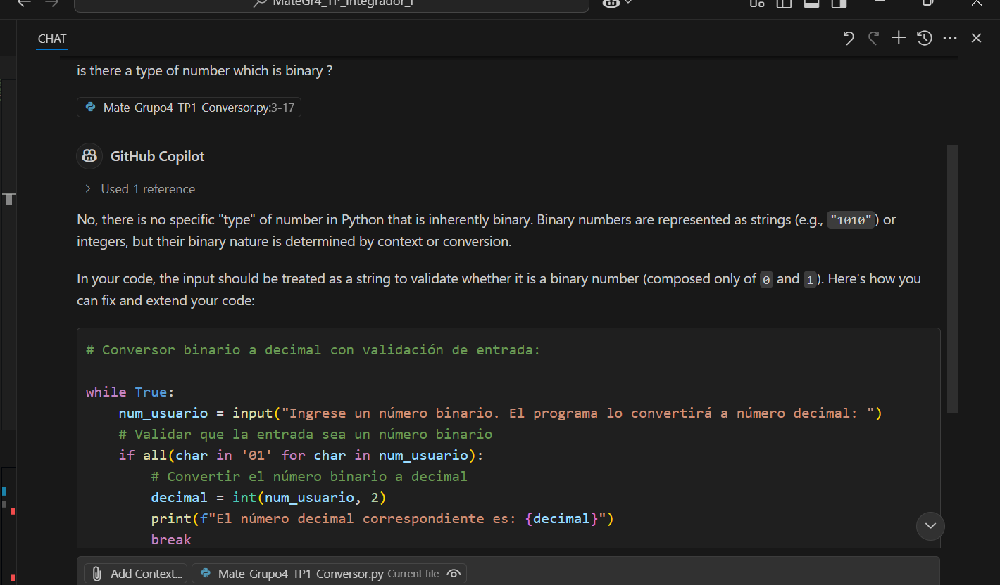 MateGr4_TP_Integrador_1
CHAT
is there a type of number which is binary ?
Mate_Grupo4_TP1_Conversor.py:3-17
GitHub Copilot
Used 1 reference
No, there is no specific "type" of number in Python that is inherently binary. Binary numbers are represented as strings (e.g., "1010") or
integers, but their binary nature is determined by context or conversion.
In your code, the input should be treated as a string to validate whether it is a binary number (composed only of 0 and 1). Here's how you
can fix and extend your code:
# Conversor binario a decimal con validación de entrada:
while True:
    num_usuario = input("Ingrese un número binario. El programa lo convertirá a número decimal: ")
    # Validar que la entrada sea un número binario
    if all(char in '01' for char in num_usuario):
        # Convertir el número binario a decimal
        decimal = int(num_usuario, 2)
        print(f"El número decimal correspondiente es: {decimal}")
        break
Add Context...
Mate_Grupo4_TP1_Conversor.py Current file